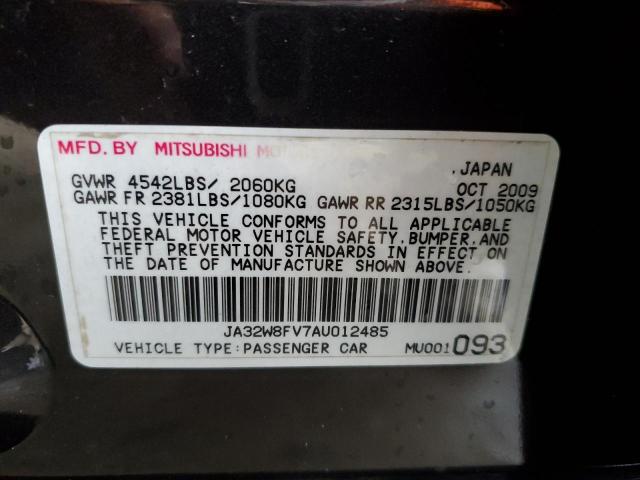 MFD. BY MITSUBISHI
.JAPAN
GVWR 4542LBS/ 2060KG OCT 2009
GAWR FR 2381LBS/1080KG GAWR RR 2315LBS/1050KG
THIS VEHICLE CONFORMS TO ALL APPLICABLE
FEDERAL MOTOR VEHICLE SAFETY,BUMPER,AND
THEFT PREVENTION STANDARDS IN EFFECT ON
THE DATE OF MANUFACTURE SHOWN ABOVE.
JA32W8FV7AU012485
VEHICLE TYPE:PASSENGER CAR MU001093